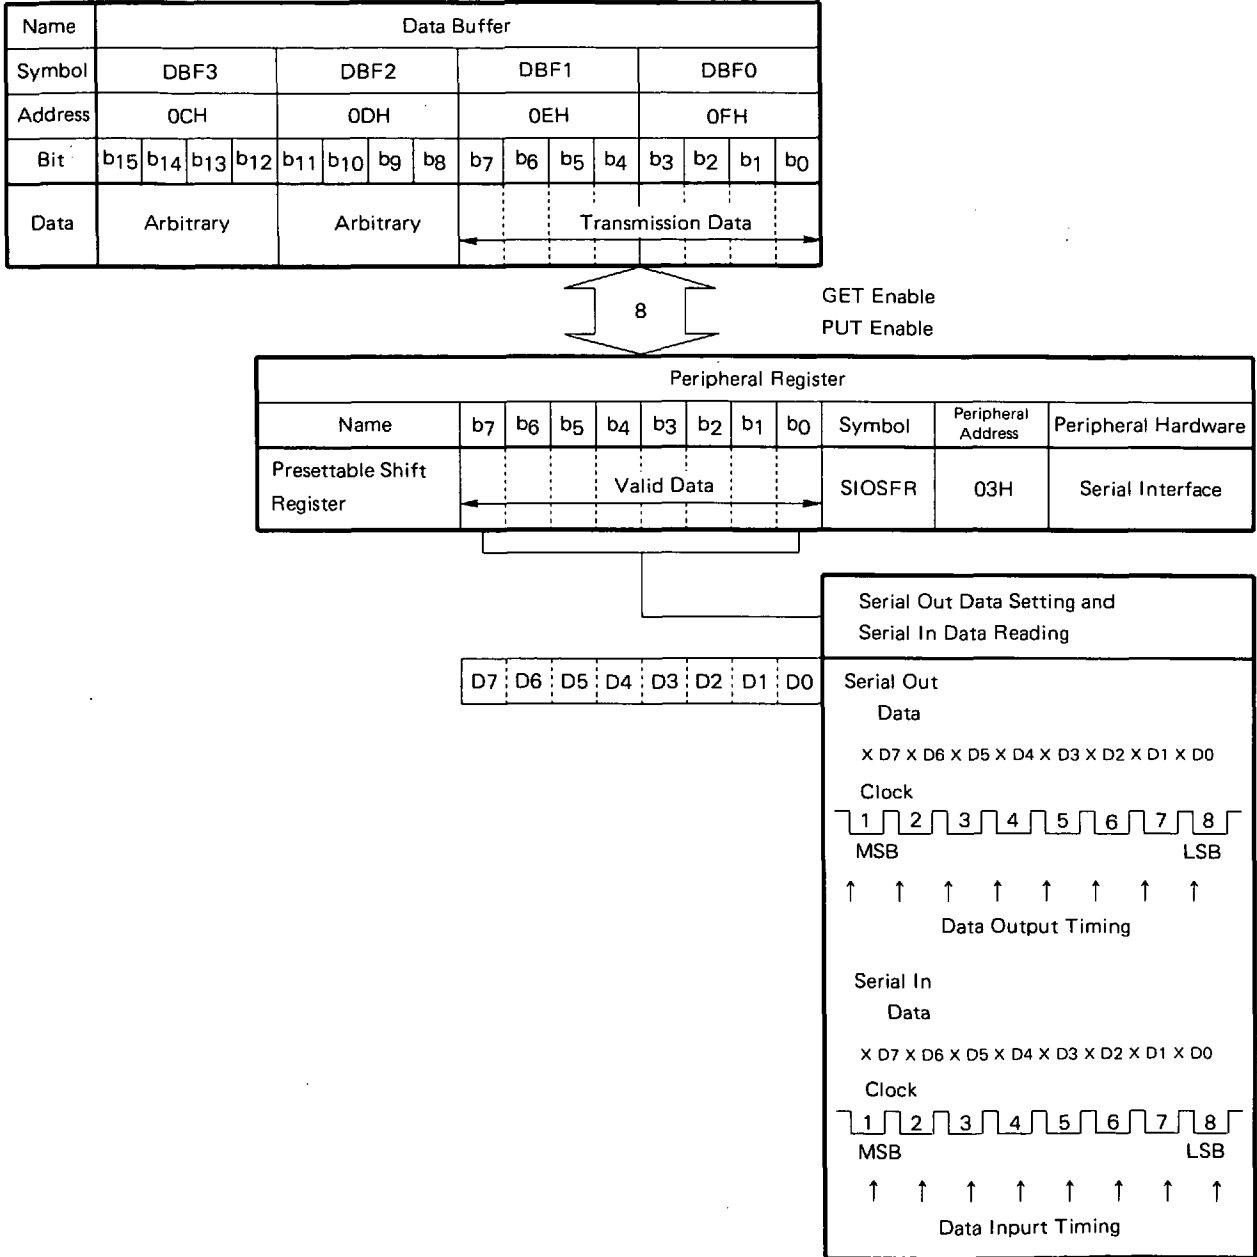 Name Data Buffer
Symbol DBF3 DBF2 DBF1 DBF0
Address 0CH 0DH 0EH 0FH
Bit b15 b14 b13 b12 b11 b10 b9 b8 b7 b6 b5 b4 b3 b2 b1 b0
Data Arbitrary Arbitrary Transmission Data
8
GET Enable
PUT Enable
Peripheral Register
Name b7 b6 b5 b4 b3 b2 b1 b0 Symbol Peripheral Address Peripheral Hardware
Presettable Shift
Register
Valid Data SIOSFR 03H Serial Interface
Serial Out Data Setting and
Serial In Data Reading
D7 D6 D5 D4 D3 D2 D1 D0
Serial Out
Data
X D7 X D6 X D5 X D4 X D3 X D2 X D1 X D0
Clock
1 2 3 4 5 6 7 8
MSB LSB
↑ ↑ ↑ ↑ ↑ ↑ ↑ ↑
Data Output Timing
Serial In
Data
X D7 X D6 X D5 X D4 X D3 X D2 X D1 X D0
Clock
1 2 3 4 5 6 7 8
MSB LSB
↑ ↑ ↑ ↑ ↑ ↑ ↑ ↑
Data Inpurt Timing